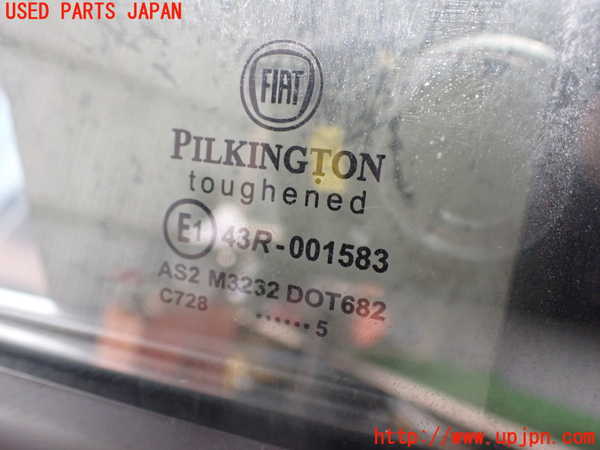 USED PARTS JAPAN
FIAT
PILKINGTON
toughened
E1 43R-001583
AS2 M3232 DOT682
C728 ...... 5
http://www.upjpn.com/